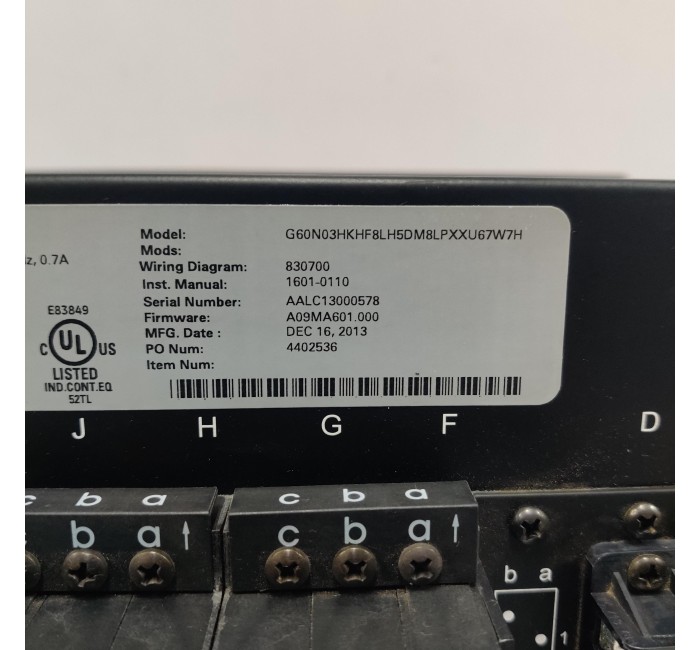 Model: G60N03HKHF8LH5DM8LPXXU67W7H
Mods:
z, 0.7A
Wiring Diagram: 830700
Inst. Manual: 1601-0110
Serial Number: AALC13000578
Firmware: A09MA601.000
MFG. Date : DEC 16, 2013
PO Num: 4402536
Item Num:
E83849
C UL US
LISTED
IND.CONT.EQ
52TL
J H G F D
b a c b a
b a c b a
b a
1